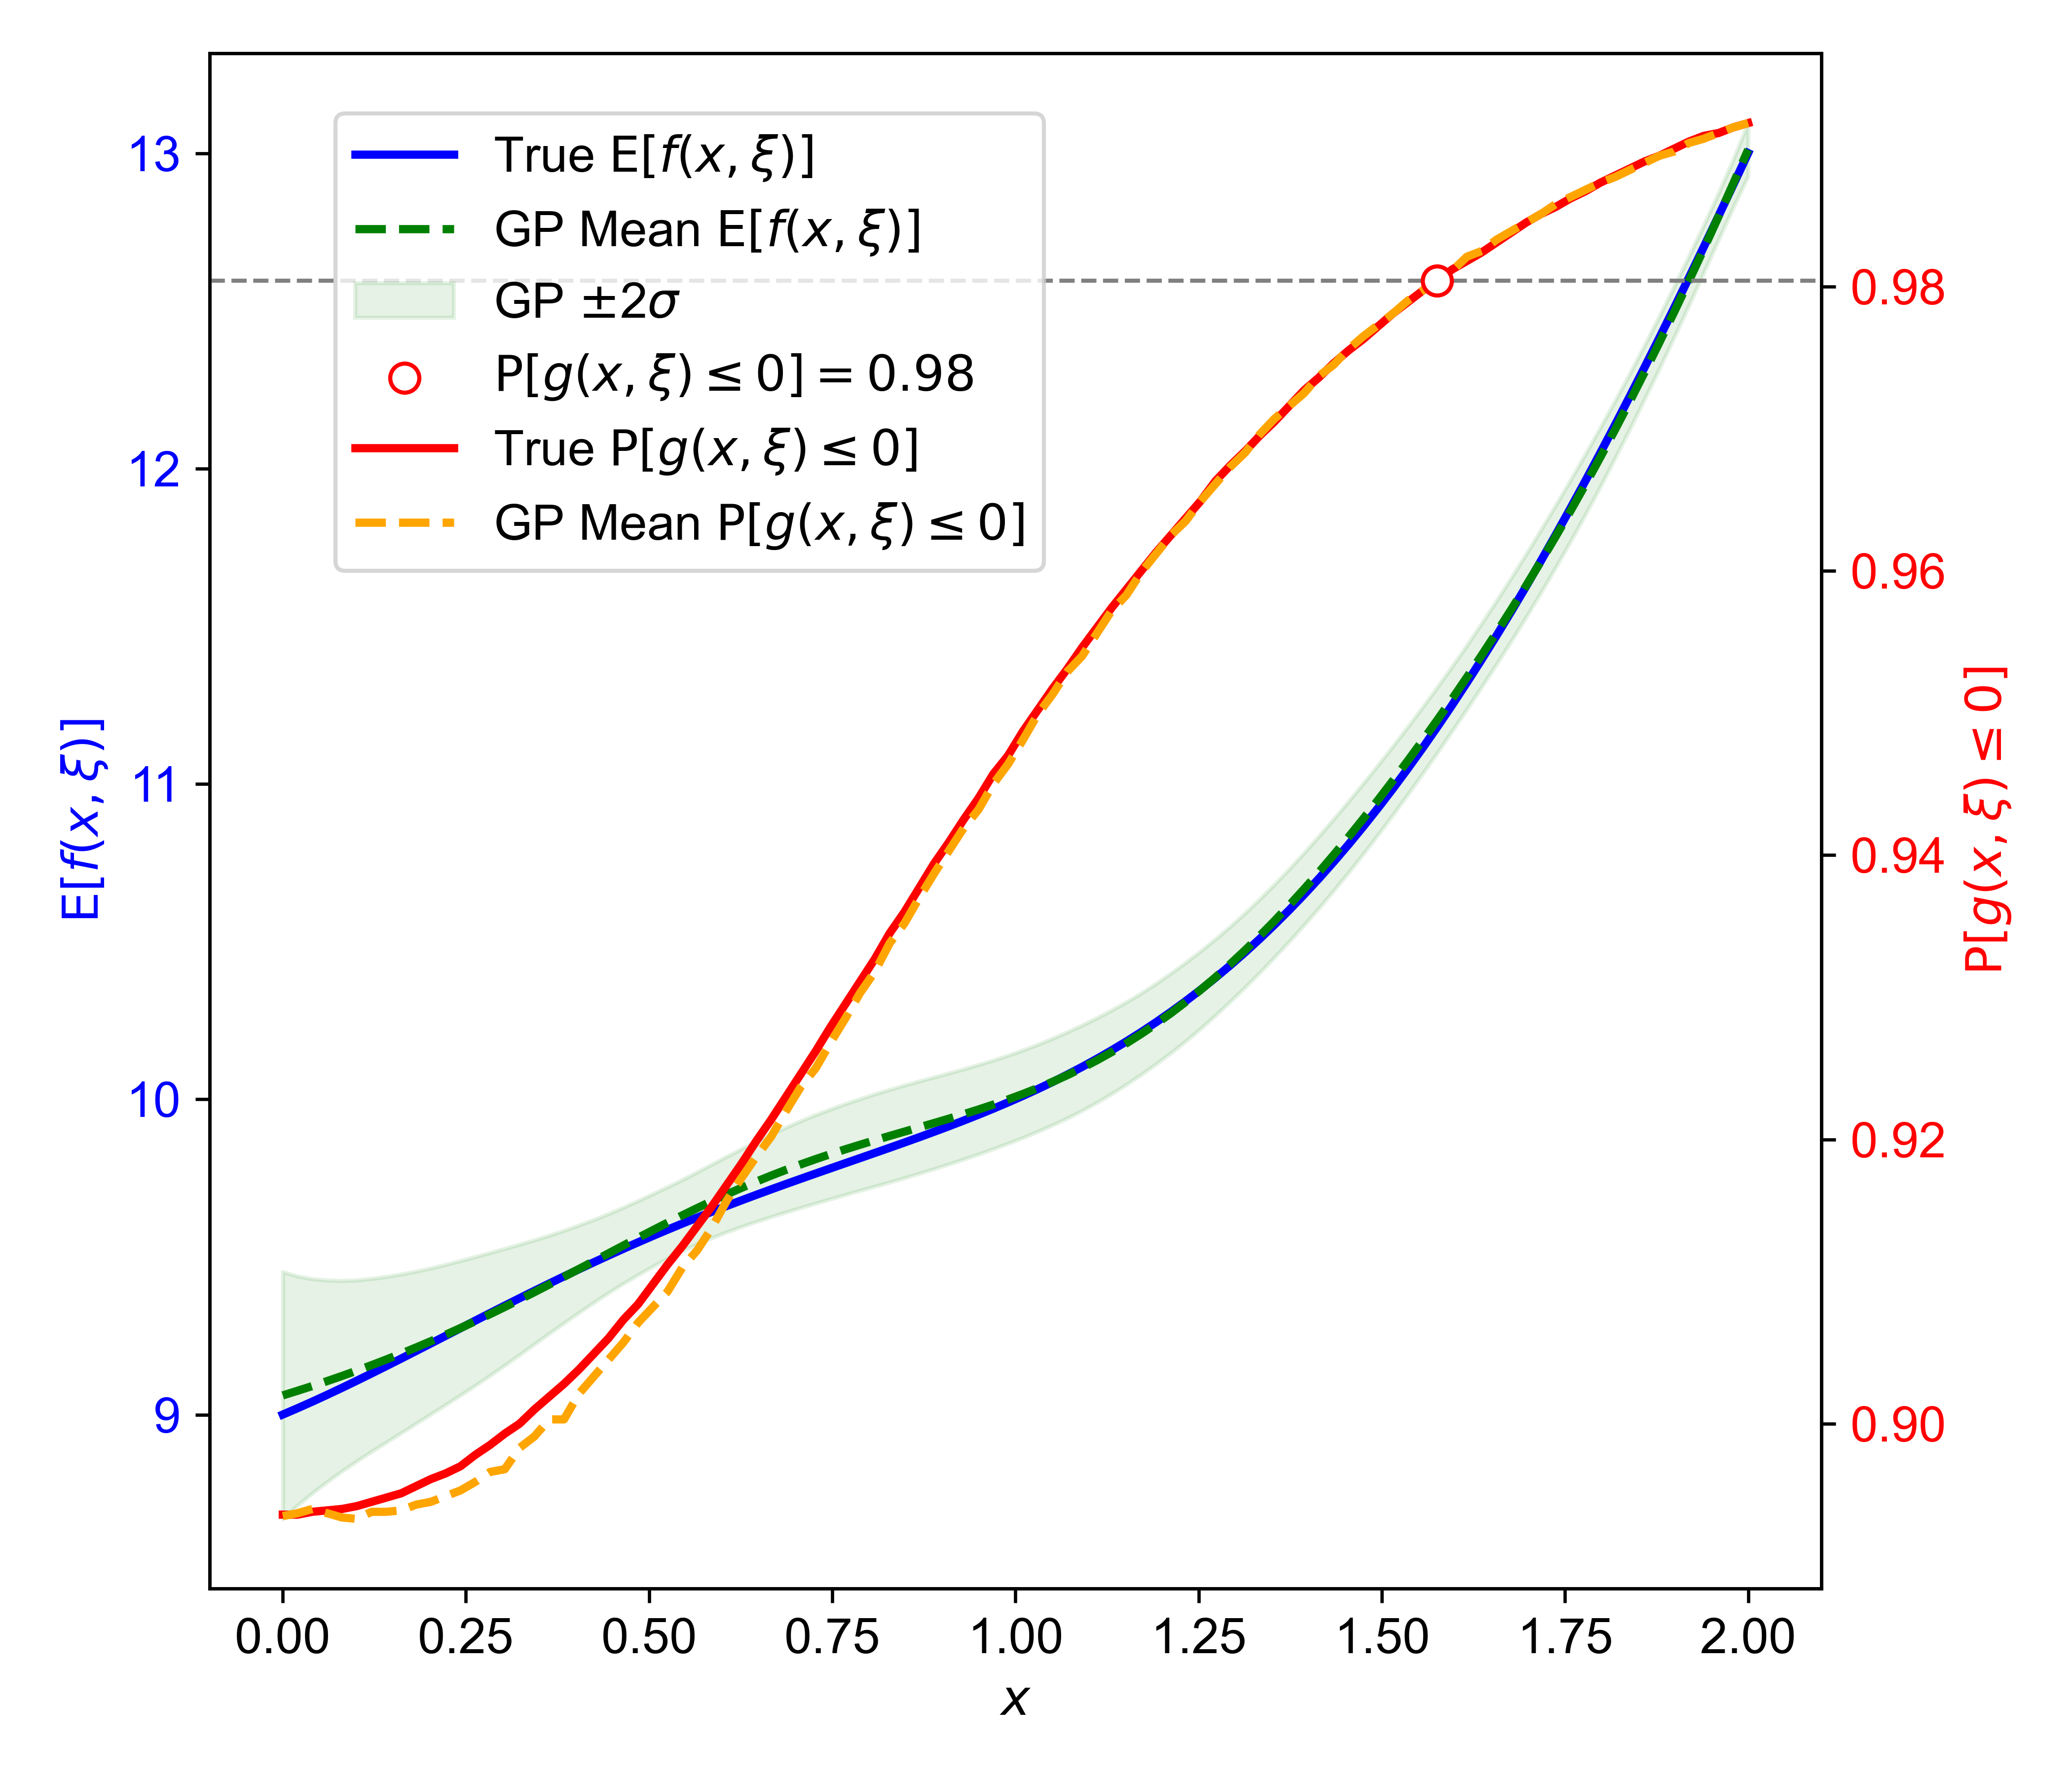 True E[f(x, ξ)]
GP Mean E[f(x, ξ)]
GP ±2σ
P[g(x, ξ) ≤ 0] = 0.98
True P[g(x, ξ) ≤ 0]
GP Mean P[g(x, ξ) ≤ 0]
13
12
11
10
9
E[f(x, ξ)]
0.98
0.96
0.94
0.92
0.90
P[g(x, ξ) ≤ 0]
0.00 0.25 0.50 0.75 1.00 1.25 1.50 1.75 2.00
x